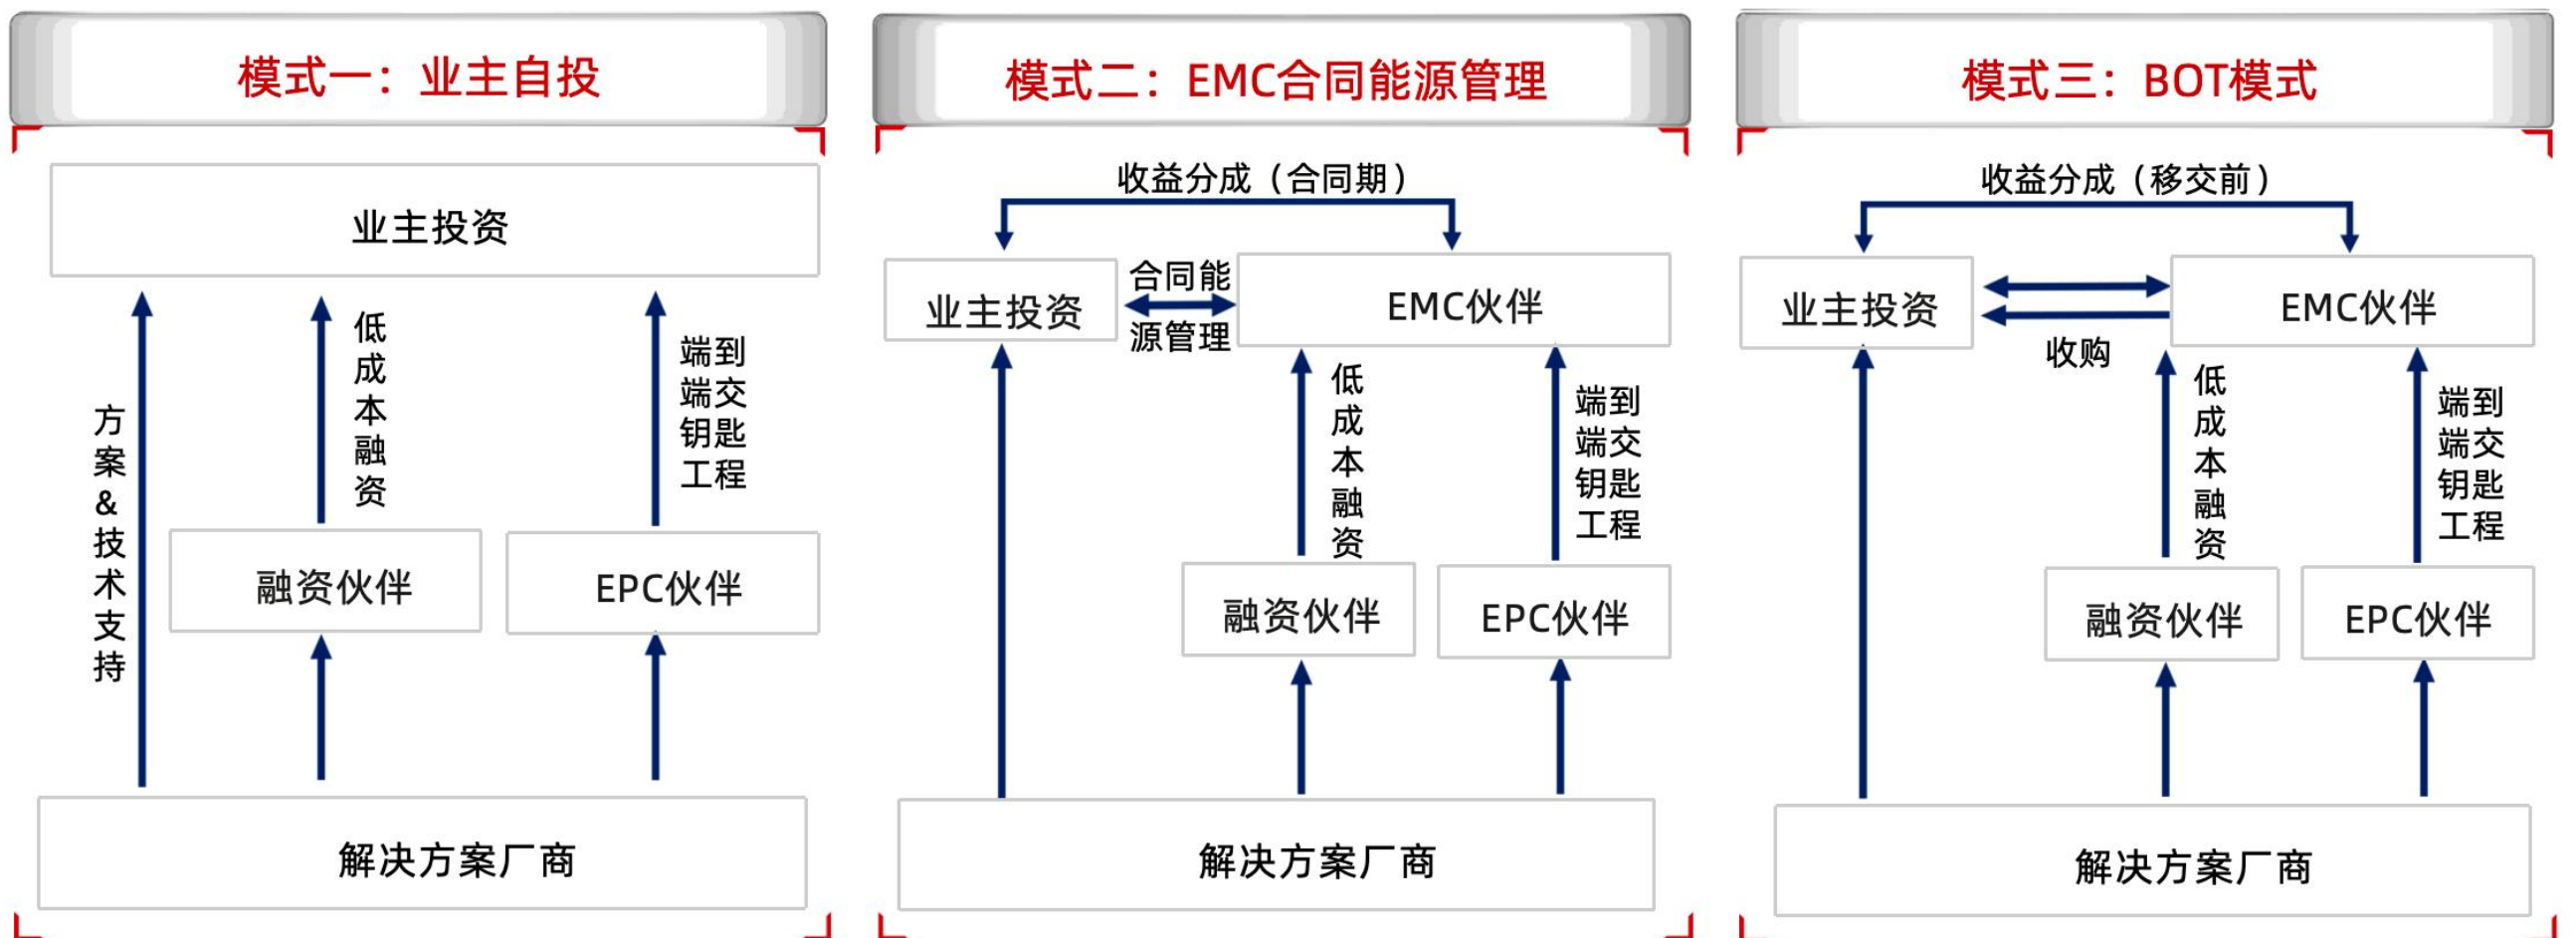 模式一：业主自投
业主投资
方案&技术支持
低成本融资
端到
端交
钥匙
工程
融资伙伴
EPC伙伴
解决方案厂商
模式二：EMC合同能源管理
收益分成（合同期）
业主投资
合同能
源管理
EMC伙伴
低成本融资
端到
端交
钥匙
工程
融资伙伴
EPC伙伴
解决方案厂商
模式三：BOT模式
收益分成（移交前）
业主投资
收购
EMC伙伴
低成本融资
端到
端交
钥匙
工程
融资伙伴
EPC伙伴
解决方案厂商